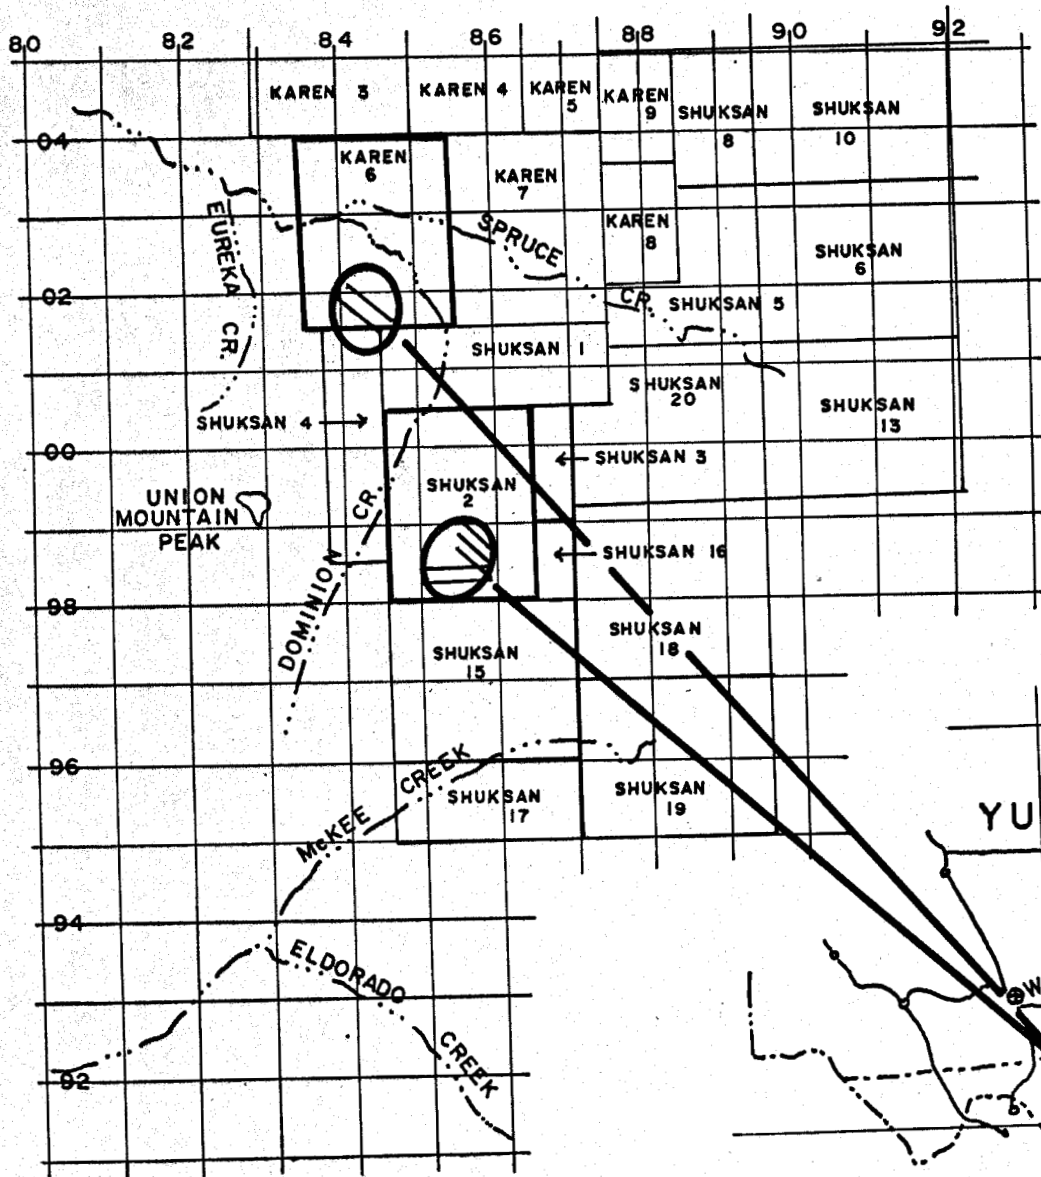 80 82 84 86 88 90 92
KAREN 3
KAREN 4
KAREN
5
KAREN
9
SHUKSAN
8
SHUKSAN
10
04
KAREN
6
KAREN
7
KAREN
8
SPRUCE
CR.
EUREKA
CR.
SHUKSAN
6
02
SHUKSAN 5
SHUKSAN 1
SHUKSAN
20
SHUKSAN
13
SHUKSAN 4
00
SHUKSAN 3
SHUKSAN
2
UNION
MOUNTAIN
PEAK
DOMINION
CR.
SHUKSAN 16
98
SHUKSAN
18
SHUKSAN
15
96
McKEE
CREEK
SHUKSAN
17
SHUKSAN
19
YU
94
ELDORADO
CREEK
W
92